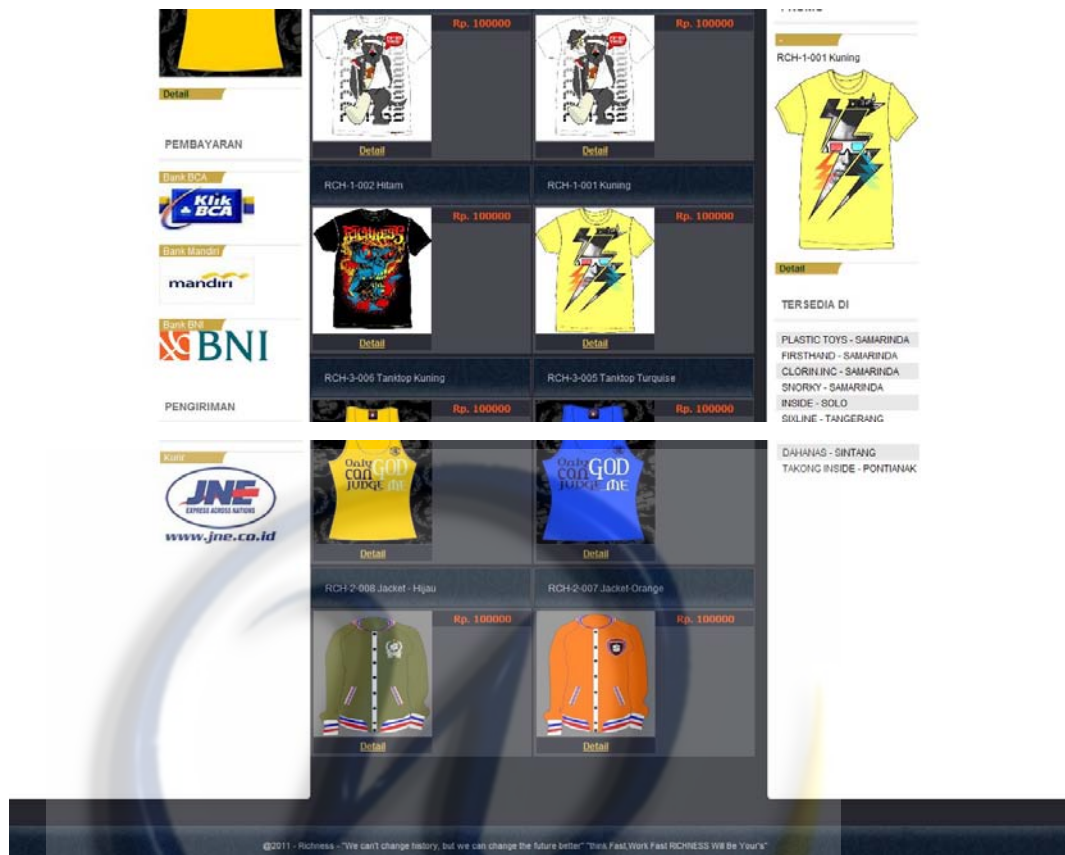 Detail
PEMBAYARAN
Bank BCA
Klik
BCA
Bank Mandiri
mandiri
Bank BNI
BNI
PENGIRIMAN
Kurir
JNE
EXPRESS ACROSS NATIONS
www.jne.co.id
Rp. 100000
Rp. 100000
Detail
Detail
RCH-1-002 Hitam
RCH-1-001 Kuning
Rp. 100000
Rp. 100000
RICHNESS
Detail
Detail
RCH-3-006 Tanktop Kuning
RCH-3-005 Tanktop Turquise
Rp. 100000
Rp. 100000
Only
can GOD
JUDGE ME
Only
can GOD
JUDGE ME
Detail
Detail
RCH-2-008 Jacket - Hijau
RCH-2-007 Jacket-Orange
Rp. 100000
Rp. 100000
Detail
Detail
PROMO
RCH-1-001 Kuning
Detail
TERSEDIA DI
PLASTIC TOYS - SAMARINDA
FIRSTHAND - SAMARINDA
CLORIN.INC - SAMARINDA
SNORKY - SAMARINDA
INSIDE - SOLO
SIXLINE - TANGERANG
DAHANAS - SINTANG
TAKONG INSIDE - PONTIANAK
@2011 - Richness - "We can't change history, but we can change the future better" "think Fast,Work Fast RICHNESS Will Be Your's"